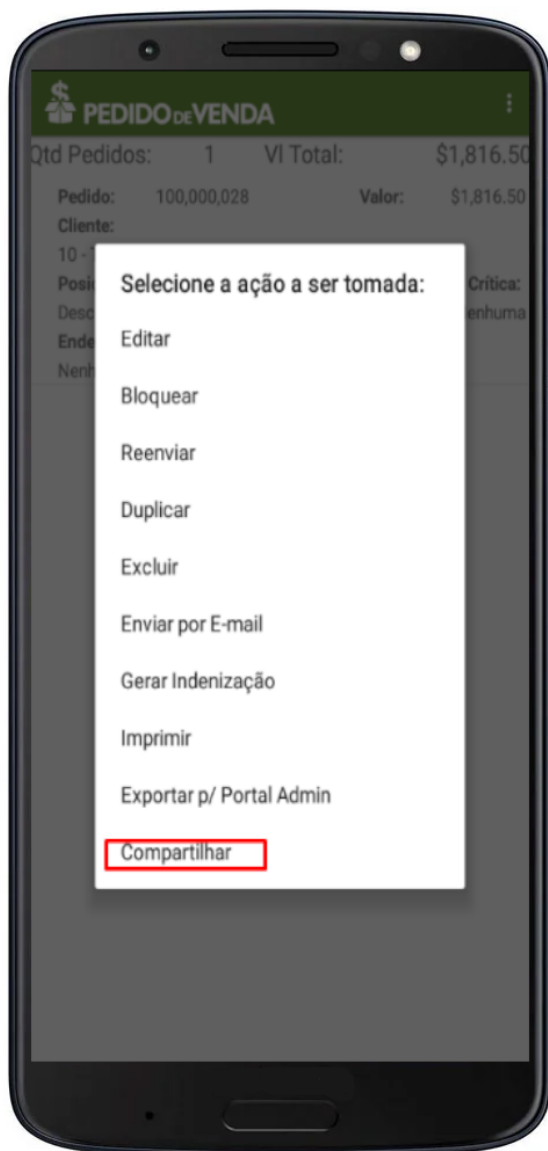 PEDIDO DE VENDA
Qtd Pedidos: 1 Vl Total: $1,816.50
Pedido: 100,000,028 Valor: $1,816.50
Cliente:
10 -
Crítica:
Selecione a ação a ser tomada:
Editar
Bloquear
Reenviar
Duplicar
Excluir
Enviar por E-mail
Gerar Indenização
Imprimir
Exportar p/ Portal Admin
Compartilhar